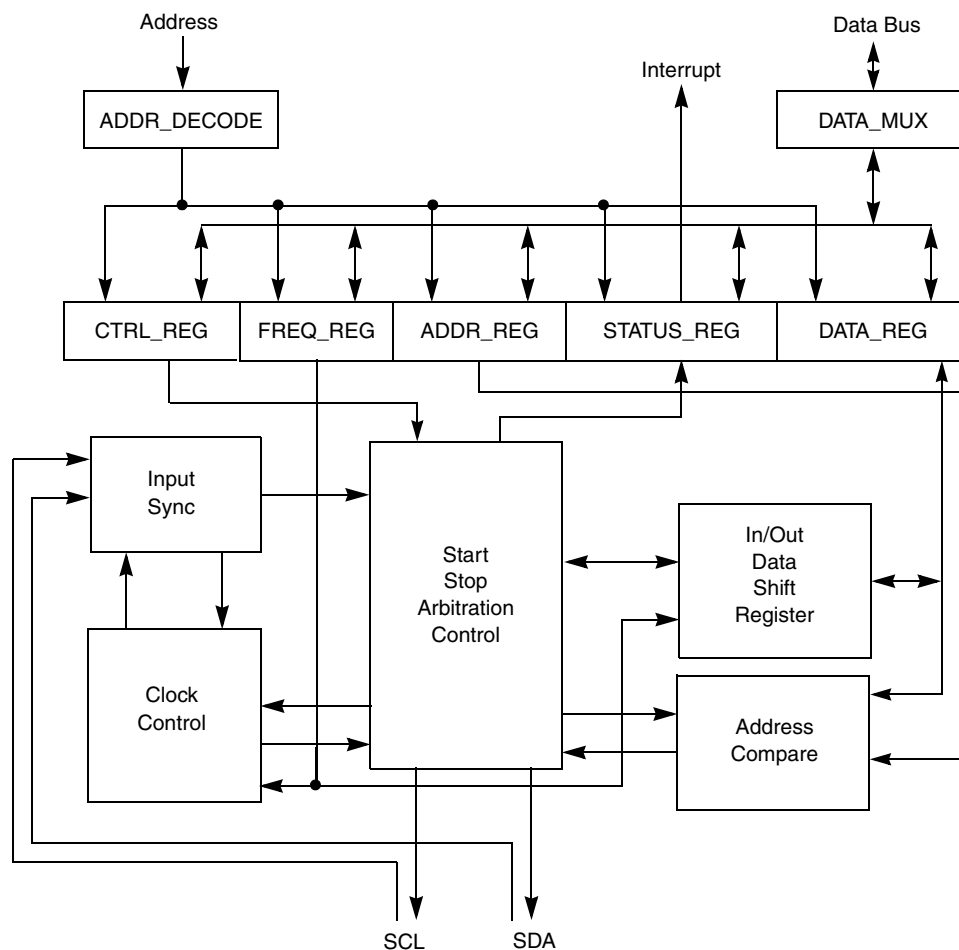 Address
Data Bus
Interrupt
ADDR_DECODE
DATA_MUX
CTRL_REG
FREQ_REG
ADDR_REG
STATUS_REG
DATA_REG
Input
Sync
Start
Stop
Arbitration
Control
In/Out
Data
Shift
Register
Clock
Control
Address
Compare
SCL
SDA